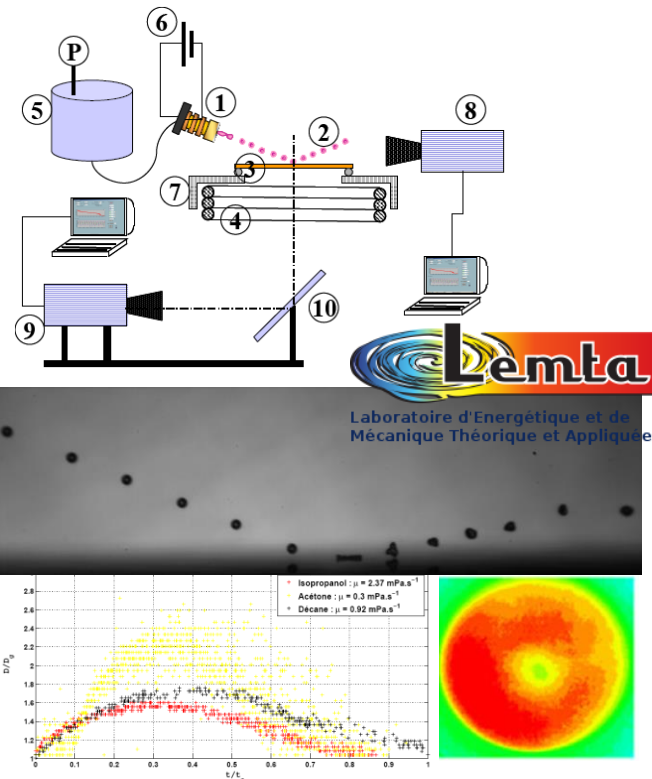 6
P
1
5
8
2
3
7
4
10
9
Lemta
Laboratoire d'Energétique et de
Mécanique Théorique et Appliquée
2.8
2.6
2.4
2.2
2
1.8
1.6
1.4
1.2
1
Isopropanol : μ = 2.37 mPa.s⁻¹
Acétone : μ = 0.3 mPa.s⁻¹
Décane : μ = 0.92 mPa.s⁻¹
0 0.1 0.2 0.3 0.4 0.5 0.6 0.7 0.8 0.9 1